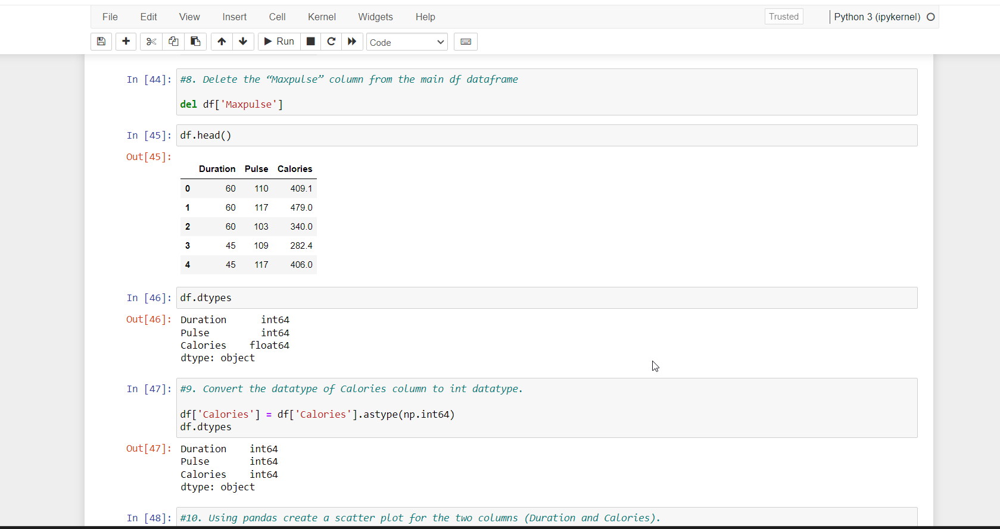 File Edit View Insert Cell Kernel Widgets Help Trusted Python 3 (ipykernel)
Run Code
In [44]: #8. Delete the “Maxpulse” column from the main df dataframe
del df['Maxpulse']
In [45]: df.head()
Out[45]:
Duration Pulse Calories
0 60 110 409.1
1 60 117 479.0
2 60 103 340.0
3 45 109 282.4
4 45 117 406.0
In [46]: df.dtypes
Out[46]: Duration int64
Pulse int64
Calories float64
dtype: object
In [47]: #9. Convert the datatype of Calories column to int datatype.
df['Calories'] = df['Calories'].astype(np.int64)
df.dtypes
Out[47]: Duration int64
Pulse int64
Calories int64
dtype: object
In [48]: #10. Using pandas create a scatter plot for the two columns (Duration and Calories).